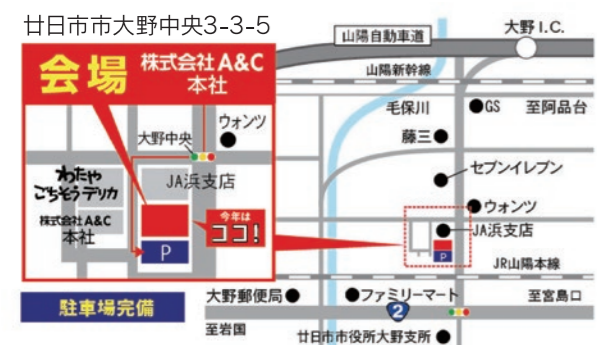 廿日市市大野中央3-3-5
会場
株式会社A&C
本社
大野中央
ウォンツ
JA浜支店
わたや
ごちそうデリカ
株式会社A&C
本社
今年は
ココ!
P
駐車場完備
山陽自動車道
大野I.C.
山陽新幹線
毛保川
GS
至阿品台
藤三
セブンイレブン
ウォンツ
JA浜支店
P
JR山陽本線
大野郵便局
ファミリーマート
2
至宮島口
至岩国
廿日市市役所大野支所